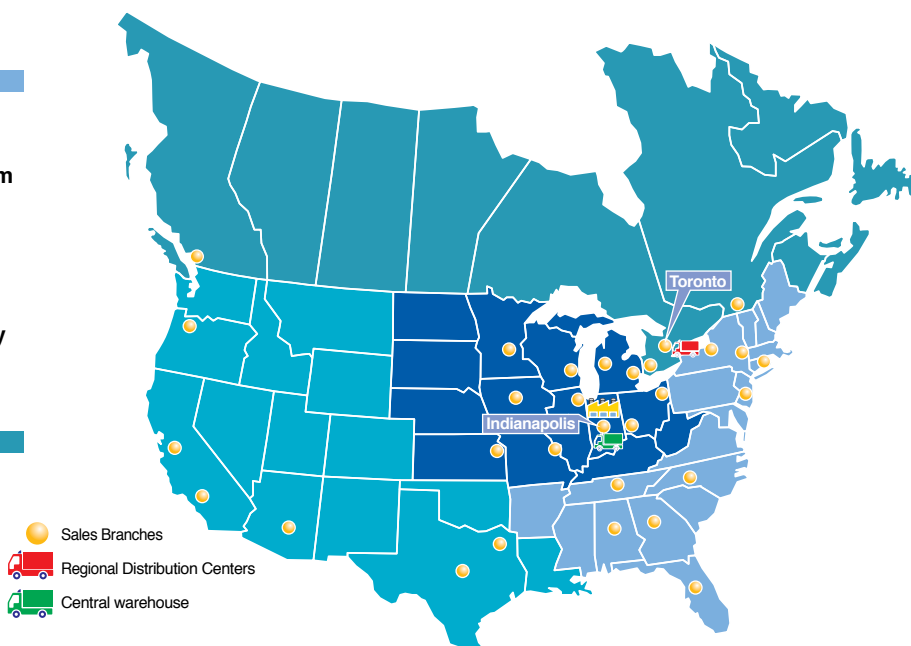 m
y
Toronto
Indianapolis
Sales Branches
Regional Distribution Centers
Central warehouse